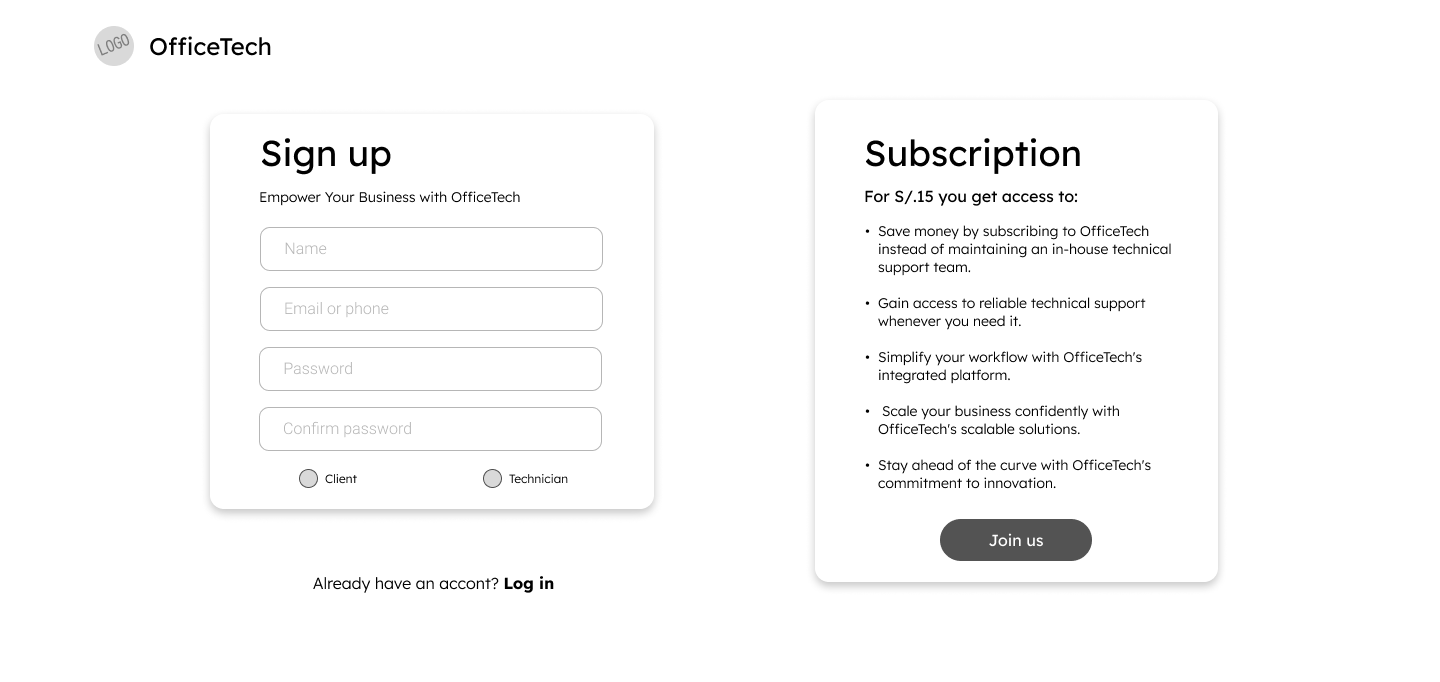 LOGO OfficeTech
Sign up
Empower Your Business with OfficeTech
Name
Email or phone
Password
Confirm password
Client Technician
Already have an accont? Log in
Subscription
For S/.15 you get access to:
• Save money by subscribing to OfficeTech
instead of maintaining an in-house technical
support team.
• Gain access to reliable technical support
whenever you need it.
• Simplify your workflow with OfficeTech's
integrated platform.
• Scale your business confidently with
OfficeTech's scalable solutions.
• Stay ahead of the curve with OfficeTech's
commitment to innovation.
Join us